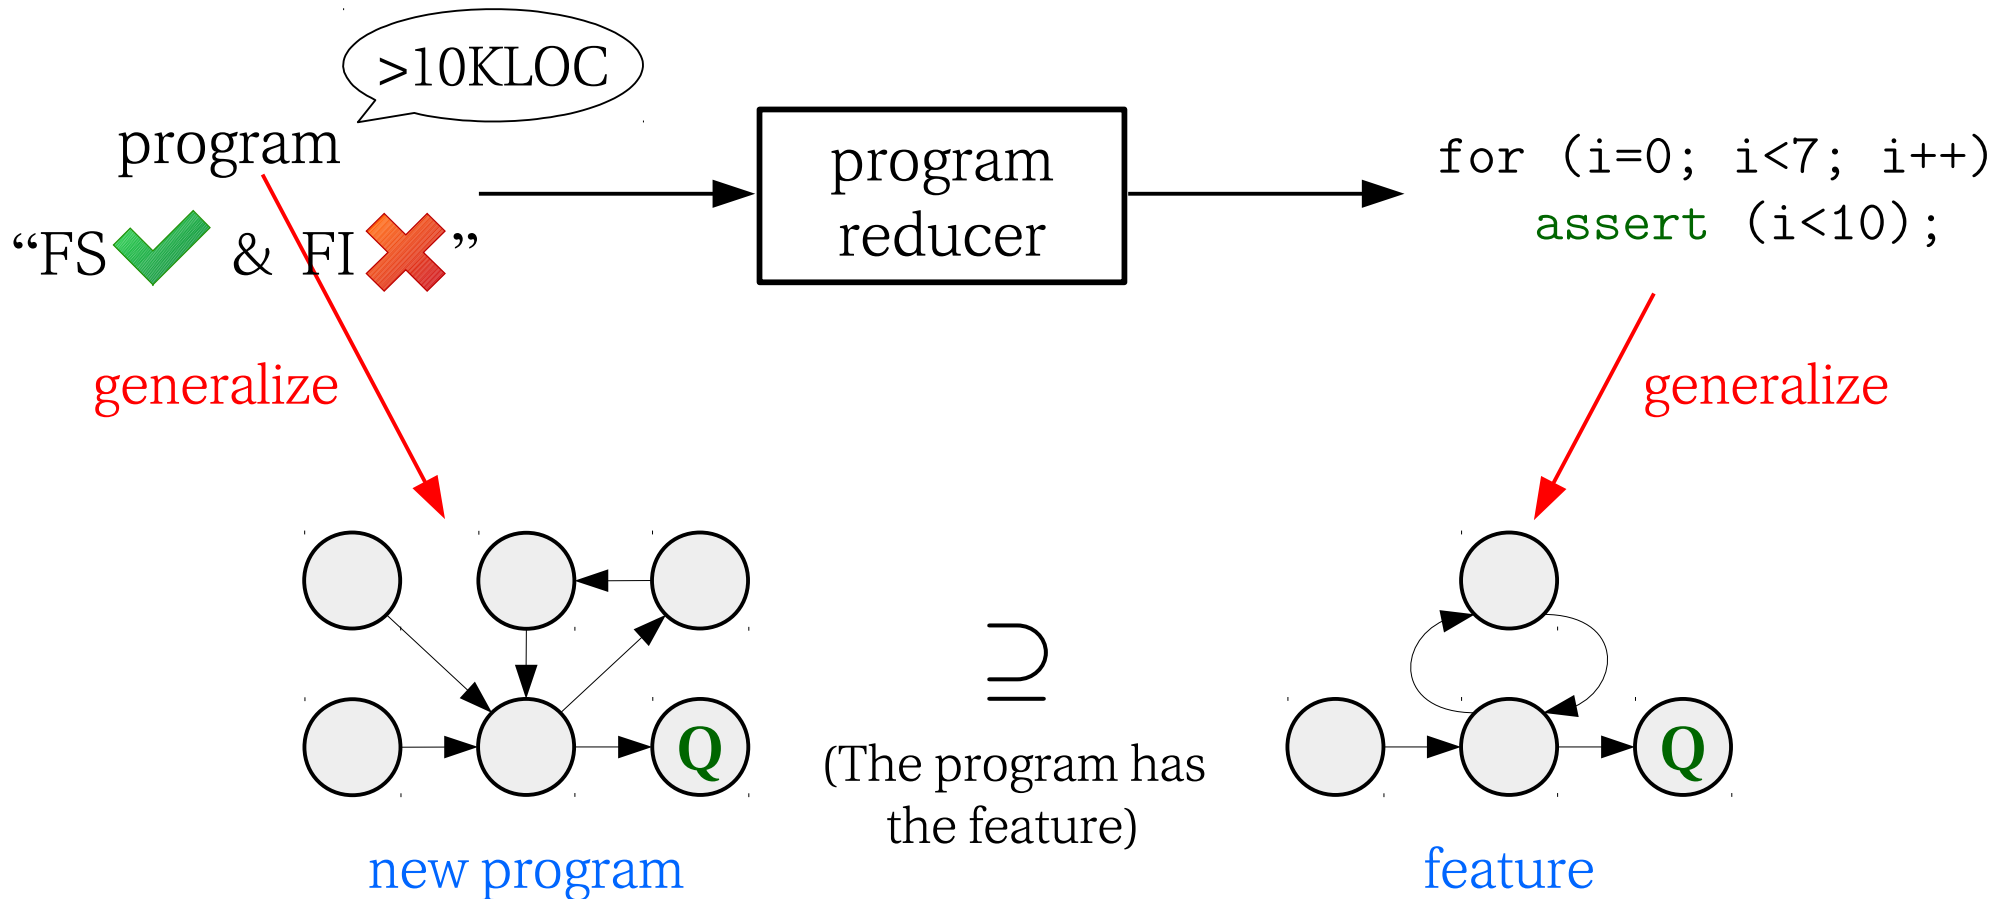 >10KLOC
program
“FS & FI ”
program
reducer
for (i=0; i<7; i++)
assert (i<10);
generalize
generalize
⊇
Q
Q
(The program has
the feature)
new program
feature